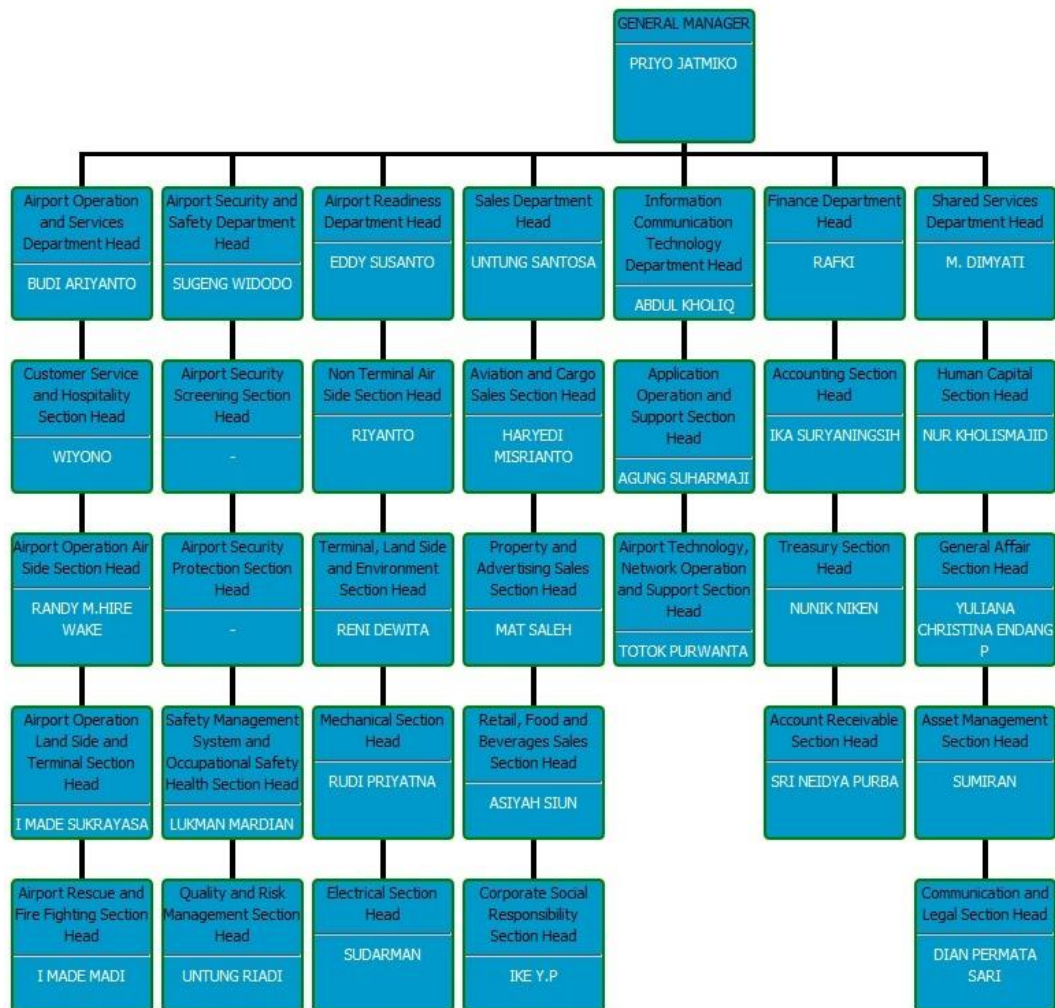 GENERAL MANAGER
PRIYO JATMIKO
Airport Operation
and Services
Department Head
BUDI ARIYANTO
Airport Security and
Safety Department
Head
SUGENG WIDODO
Airport Readiness
Department Head
EDDY SUSANTO
Sales Department
Head
UNTUNG SANTOSA
Information
Communication
Technology
Department Head
ABDUL KHOLIQ
Finance Department
Head
RAFKI
Shared Services
Department Head
M. DIMYATI
Customer Service
and Hospitality
Section Head
WIYONO
Airport Security
Screening Section
Head
-
Non Terminal Air
Side Section Head
RIYANTO
Aviation and Cargo
Sales Section Head
HARYEDI
MISRIANTO
Application
Operation and
Support Section
Head
AGUNG SUHARMAJI
Accounting Section
Head
IKA SURYANINGSIH
Human Capital
Section Head
NUR KHOLISMAJID
Airport Operation Air
Side Section Head
RANDY M.HIRE
WAKE
Airport Security
Protection Section
Head
-
Terminal, Land Side
and Environment
Section Head
RENI DEWITA
Property and
Advertising Sales
Section Head
MAT SALEH
Airport Technology,
Network Operation
and Support Section
Head
TOTOK PURWANTA
Treasury Section
Head
NUNIK NIKEN
General Affair
Section Head
YULIANA
CHRISTINA ENDANG
P
Airport Operation
Land Side and
Terminal Section
Head
I MADE SUKRAYASA
Safety Management
System and
Occupational Safety
Health Section Head
LUKMAN MARDIAN
Mechanical Section
Head
RUDI PRIYATNA
Retail, Food and
Beverages Sales
Section Head
ASIYAH SIUN
Account Receivable
Section Head
SRI NEIDYA PURBA
Asset Management
Section Head
SUMIRAN
Airport Rescue and
Fire Fighting Section
Head
I MADE MADI
Quality and Risk
Management Section
Head
UNTUNG RIADI
Electrical Section
Head
SUDARMAN
Corporate Social
Responsibility
Section Head
IKE Y.P
Communication and
Legal Section Head
DIAN PERMATA
SARI